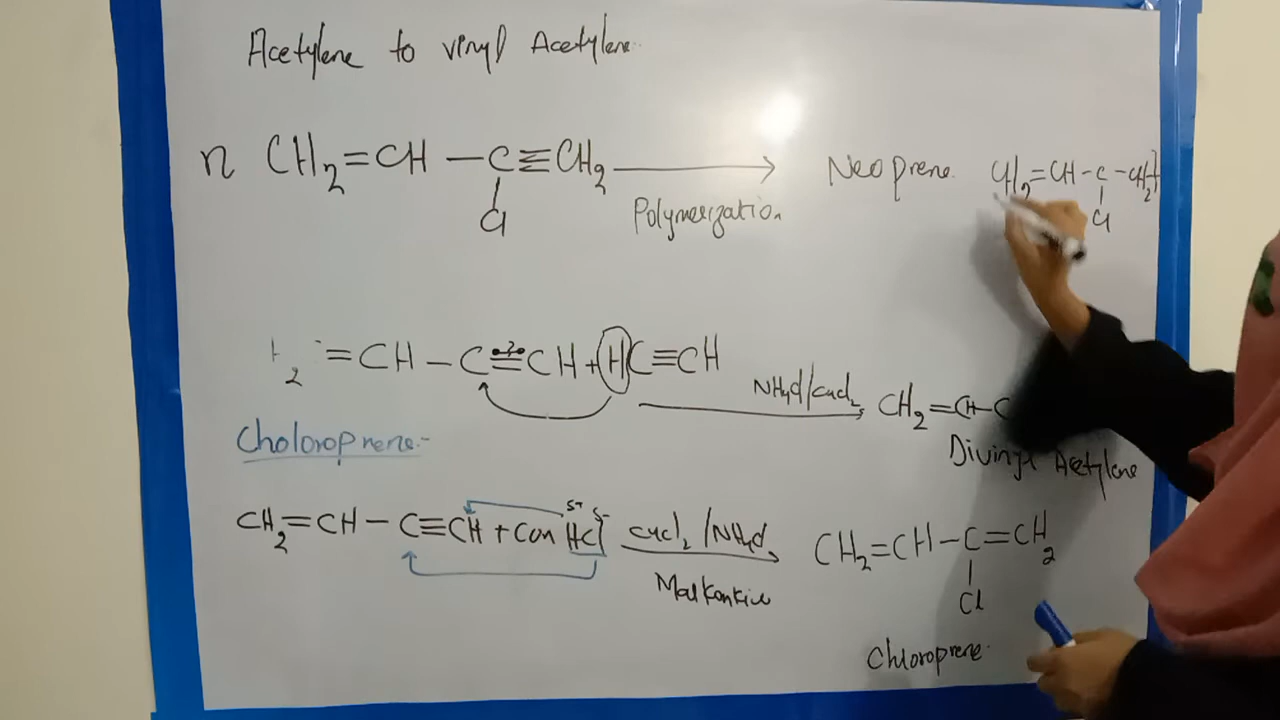 Acetylene to vinyl Acetylene
n CH2=CH—C≡CH2 → Neoprene CH2=CH-C-CH2}
Cl Polymerization Cl
2 =CH—C≡CH+HC≡CH NH4Cl/CuCl2 CH2=CH-C
Choloroprene:- Divinyl Acetylene
CH2=CH—C≡CH+Con HCl CuCl2/NH4Cl CH2=CH—C=CH2
δ+ δ-
Cl
Chloroprene